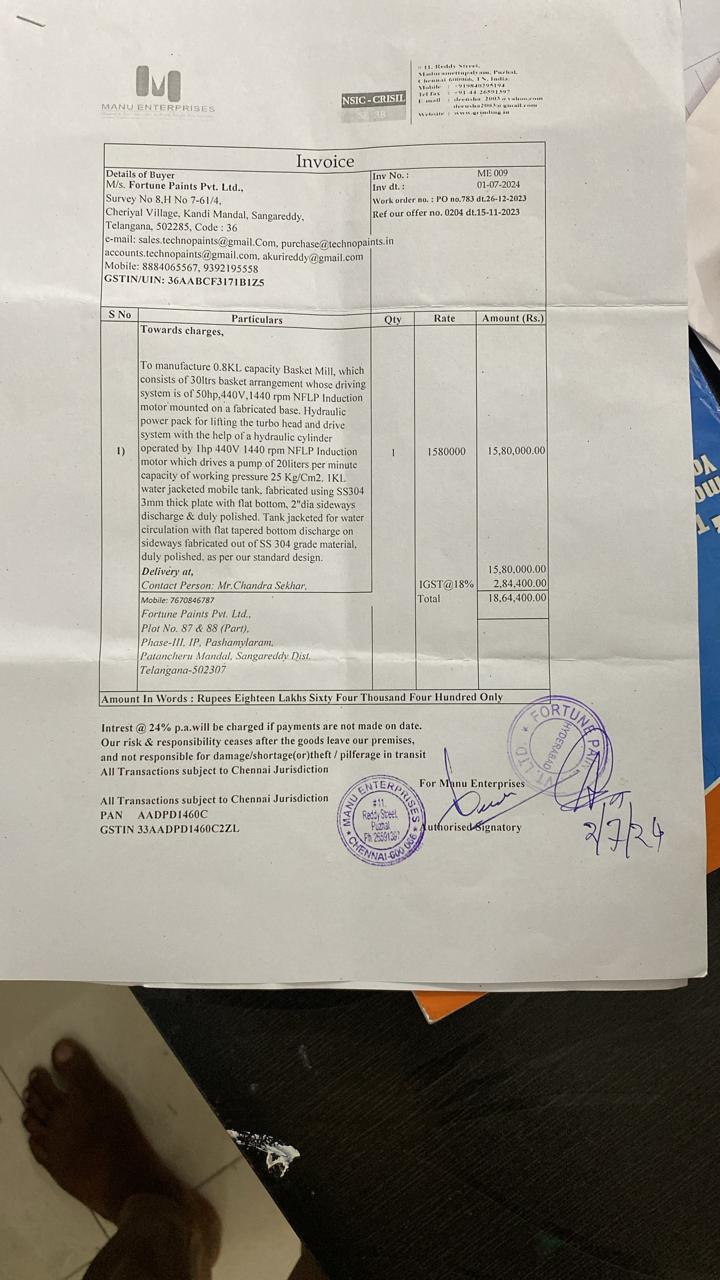 MANU ENTERPRISES
NSIC - CRISIL
# 11, Reddy Street,
Chennai 600066, TN, India.
Mobile : +919840295194
Tel fax : +91 44 26591397
E mail : deeusha_2003@yahoo.com
deeusha2003@gmail.com
Website : www.grinding.in
Invoice
Details of Buyer
M/s. Fortune Paints Pvt. Ltd.,
Survey No 8,H No 7-61/4,
Cheriyal Village, Kandi Mandal, Sangareddy,
Telangana, 502285, Code : 36
e-mail: sales.technopaints@gmail.Com, purchase@technopaints.in
accounts.technopaints@gmail.com, akurireddy@gmail.com
Mobile: 8884065567, 9392195558
GSTIN/UIN: 36AABCF3171B1Z5
Inv No. : ME 009
Inv dt. : 01-07-2024
Work order no. : PO no.783 dt.26-12-2023
Ref our offer no. 0204 dt.15-11-2023
S No Particulars Qty Rate Amount (Rs.)
Towards charges,
To manufacture 0.8KL capacity Basket Mill, which
consists of 30ltrs basket arrangement whose driving
system is of 50hp,440V,1440 rpm NFLP Induction
motor mounted on a fabricated base. Hydraulic
power pack for lifting the turbo head and drive
system with the help of a hydraulic cylinder
1) operated by 1hp 440V 1440 rpm NFLP Induction 1 1580000 15,80,000.00
motor which drives a pump of 20liters per minute
capacity of working pressure 25 Kg/Cm2. 1KL
water jacketed mobile tank, fabricated using SS304
3mm thick plate with flat bottom, 2"dia sideways
discharge & duly polished. Tank jacketed for water
circulation with flat tapered bottom discharge on
sideways fabricated out of SS 304 grade material,
duly polished, as per our standard design.
Delivery at, 15,80,000.00
Contact Person: Mr.Chandra Sekhar, IGST@18% 2,84,400.00
Mobile: 7670846787 Total 18,64,400.00
Fortune Paints Pvt. Ltd.,
Plot No. 87 & 88 (Part),
Phase-III, IP, Pashamylaram,
Patancheru Mandal, Sangareddy Dist.
Telangana-502307
Amount In Words : Rupees Eighteen Lakhs Sixty Four Thousand Four Hundred Only
Intrest @ 24% p.a.will be charged if payments are not made on date.
Our risk & responsibility ceases after the goods leave our premises,
and not responsible for damage/shortage(or)theft / pilferage in transit
All Transactions subject to Chennai Jurisdiction
For Manu Enterprises
All Transactions subject to Chennai Jurisdiction
PAN AADPD1460C
GSTIN 33AADPD1460C2ZL
Authorised Signatory
MANU ENTERPRISES
#11,
Reddy Street,
Puzhal
Ph:26591397
CHENNAI-600 066
FORTUNE PAIN
VT. LTD.
HYDERABAD
2/7/24